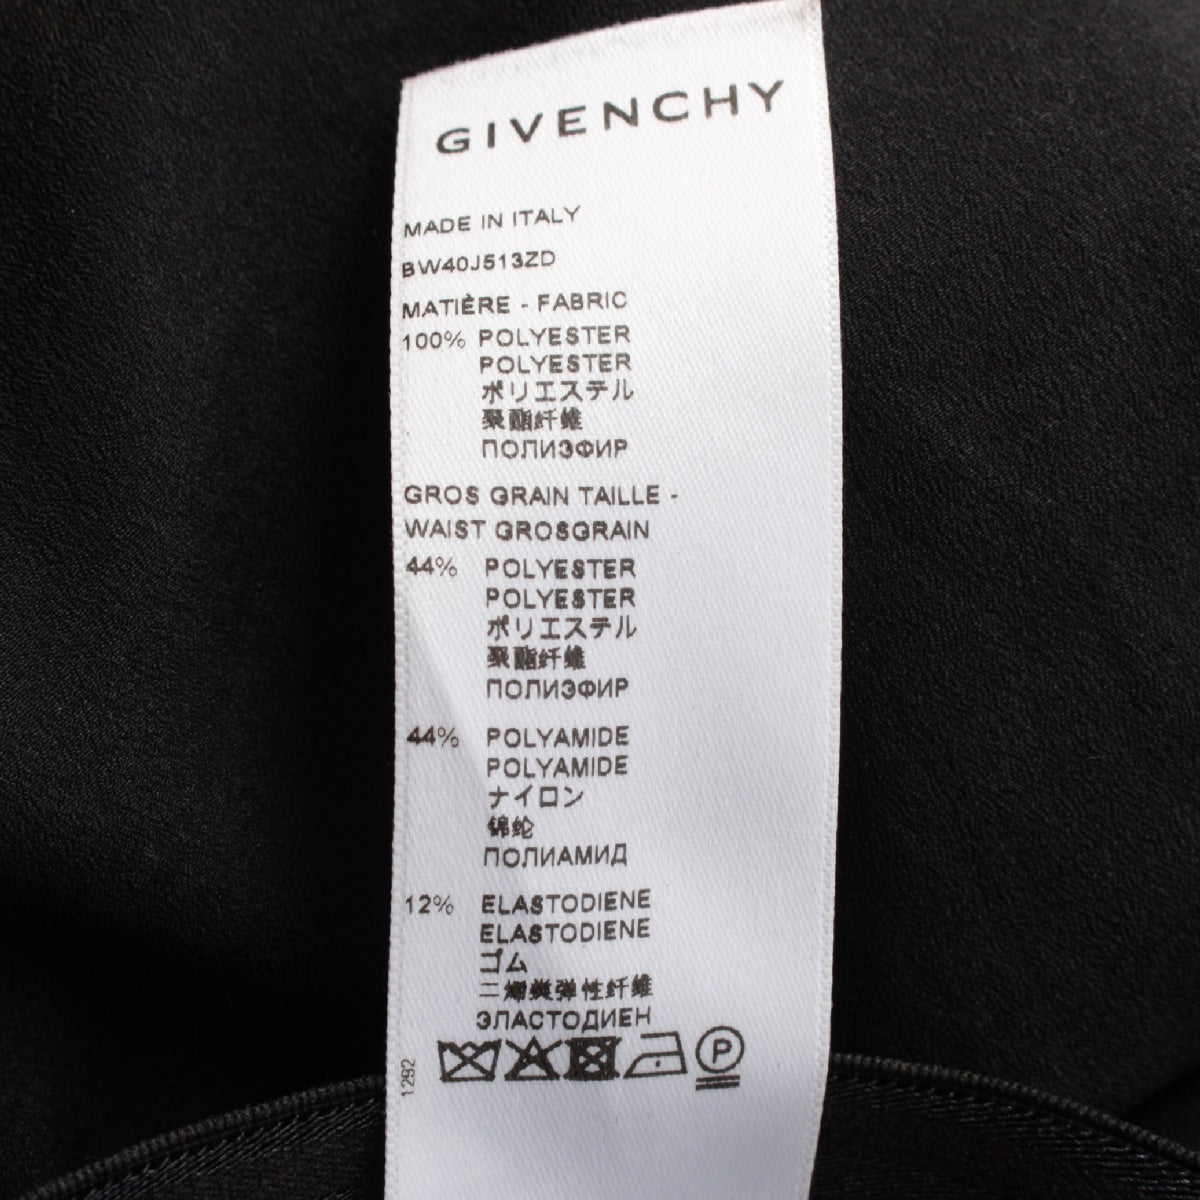 GIVENCHY
MADE IN ITALY
BW40J513ZD
MATIÈRE - FABRIC
100% POLYESTER
POLYESTER
ポリエステル
聚酯纤维
ПОЛИЭФИР
GROS GRAIN TAILLE -
WAIST GROSGRAIN
44% POLYESTER
POLYESTER
ポリエステル
聚酯纤维
ПОЛИЭФИР
44% POLYAMIDE
POLYAMIDE
ナイロン
锦纶
ПОЛИАМИД
12% ELASTODIENE
ELASTODIENE
ゴム
二烯类弹性纤维
ЭЛАСТОДИЕН
P
1292